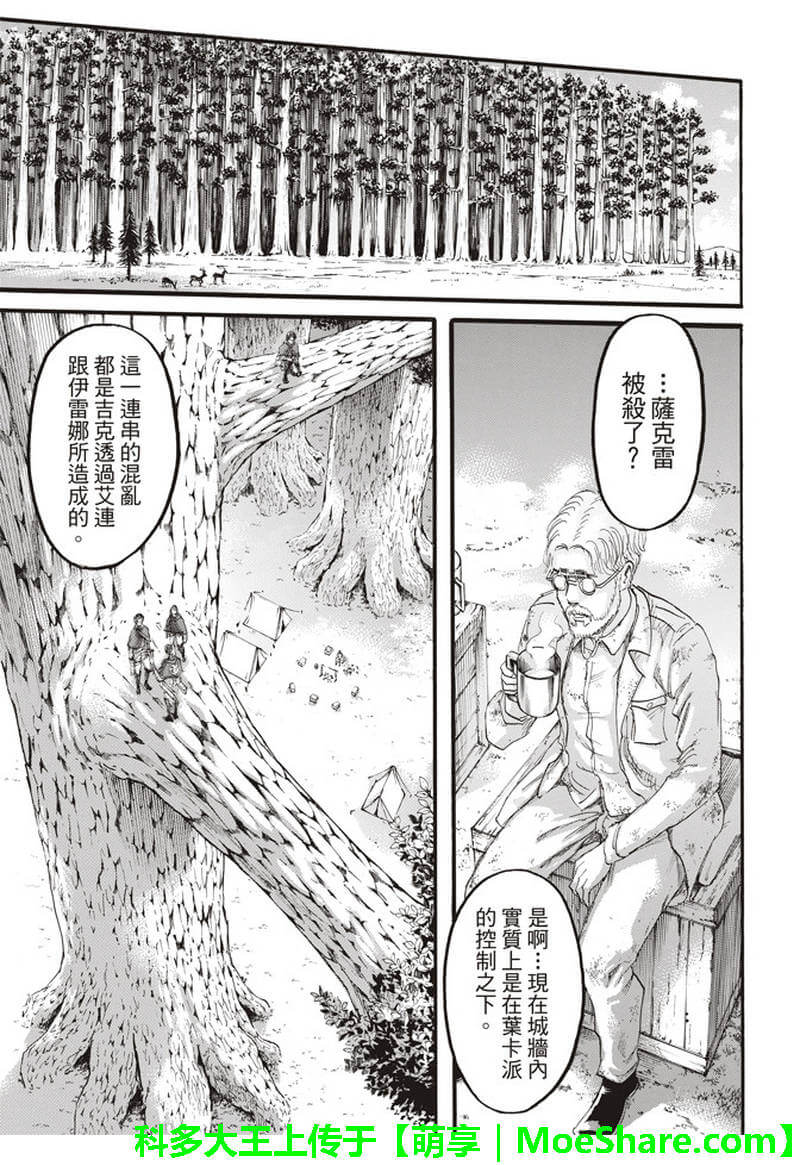 …薩克雷
被殺了?
是啊…現在城牆內
實質上是在葉卡派
的控制之下。
這一連串的混亂
都是吉克透過艾連
跟伊雷娜所造成的。
科多大王上传于【萌享|MoeShare.com】